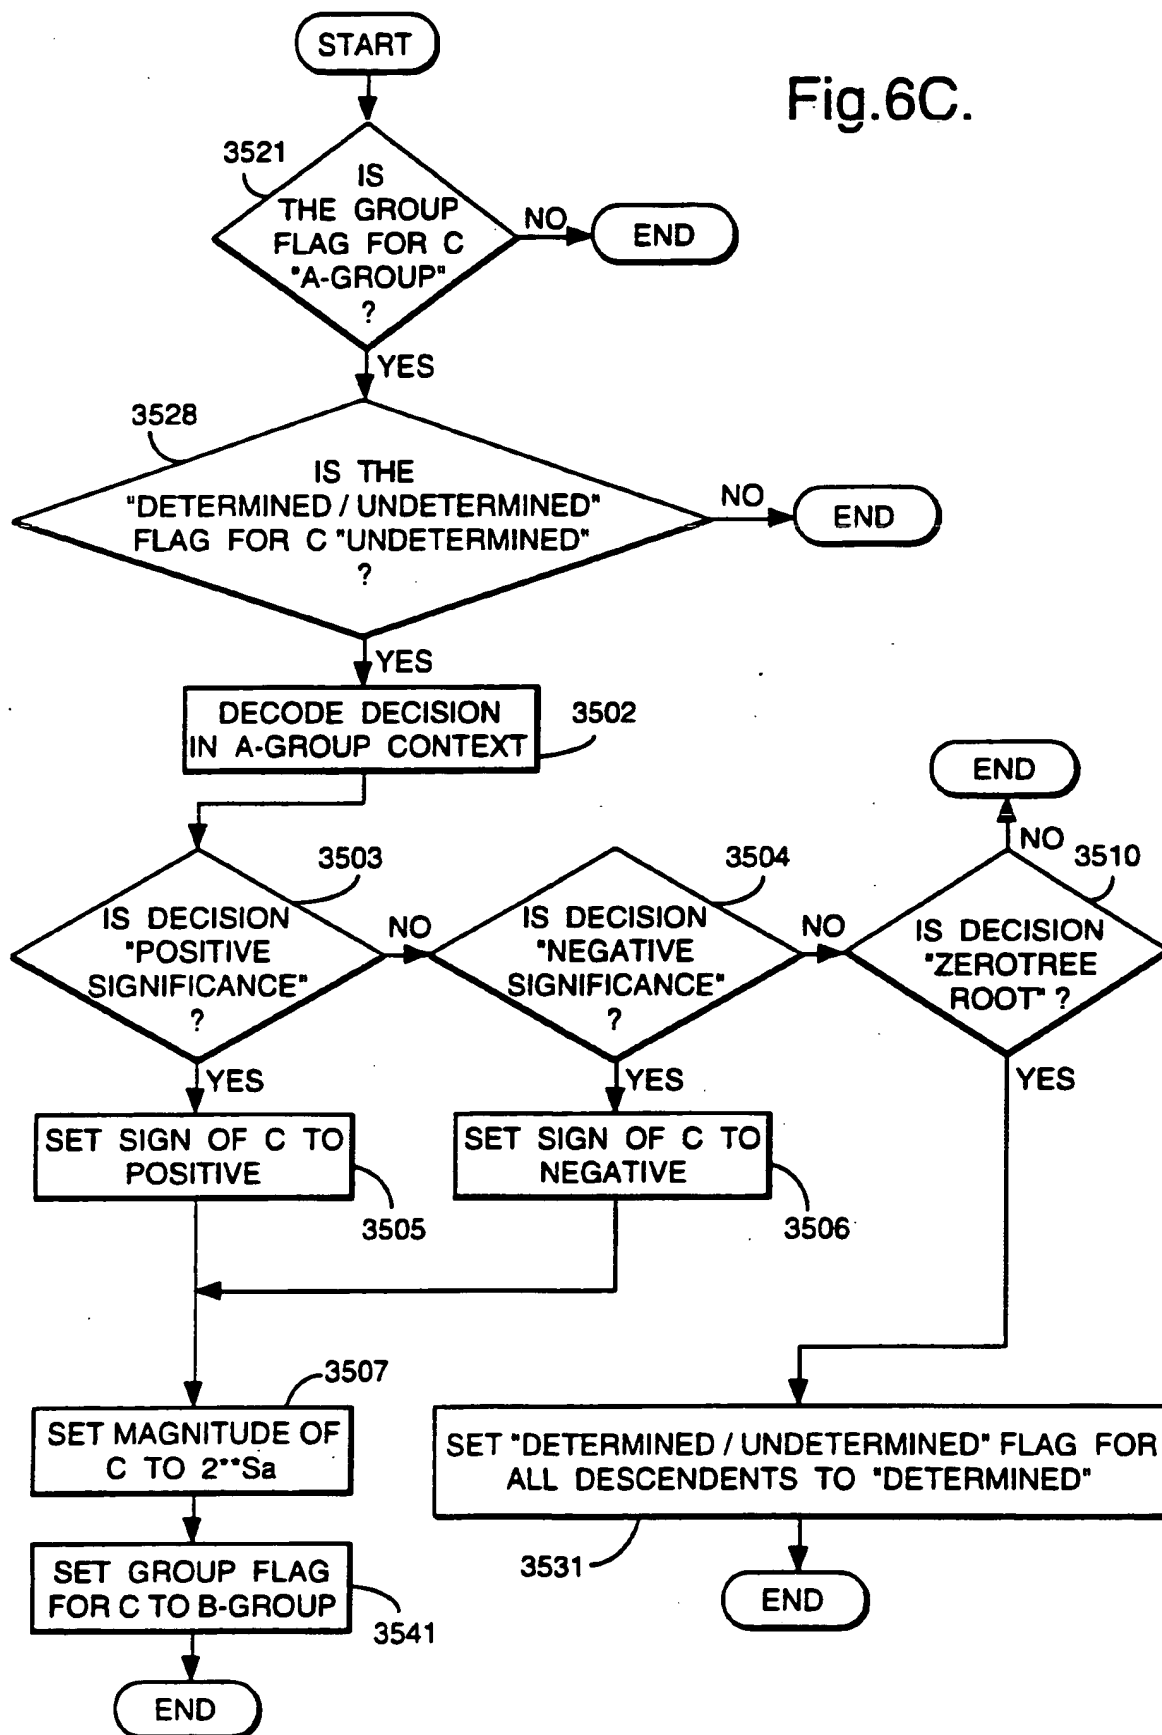 START
Fig.6C.
3521
IS
THE GROUP
FLAG FOR C
"A-GROUP"
?
NO
END
YES
3528
IS THE
"DETERMINED / UNDETERMINED"
FLAG FOR C "UNDETERMINED"
?
NO
END
YES
DECODE DECISION
IN A-GROUP CONTEXT
3502
END
NO
3503
IS DECISION
"POSITIVE
SIGNIFICANCE"
?
NO
3504
IS DECISION
"NEGATIVE
SIGNIFICANCE"
?
NO
3510
IS DECISION
"ZEROTREE
ROOT" ?
YES
YES
YES
SET SIGN OF C TO
POSITIVE
3505
SET SIGN OF C TO
NEGATIVE
3506
3507
SET MAGNITUDE OF
C TO 2**Sa
SET "DETERMINED / UNDETERMINED" FLAG FOR
ALL DESCENDENTS TO "DETERMINED"
3531
SET GROUP FLAG
FOR C TO B-GROUP
3541
END
END